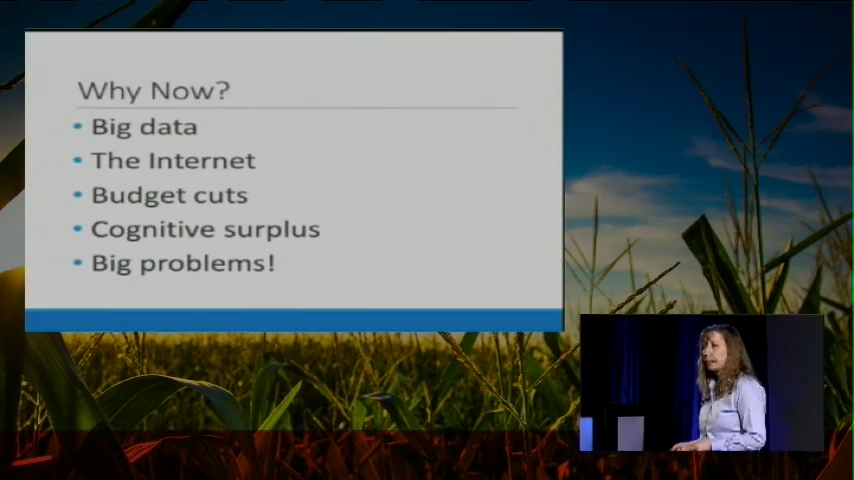 Why Now?
• Big data
• The Internet
• Budget cuts
• Cognitive surplus
• Big problems!